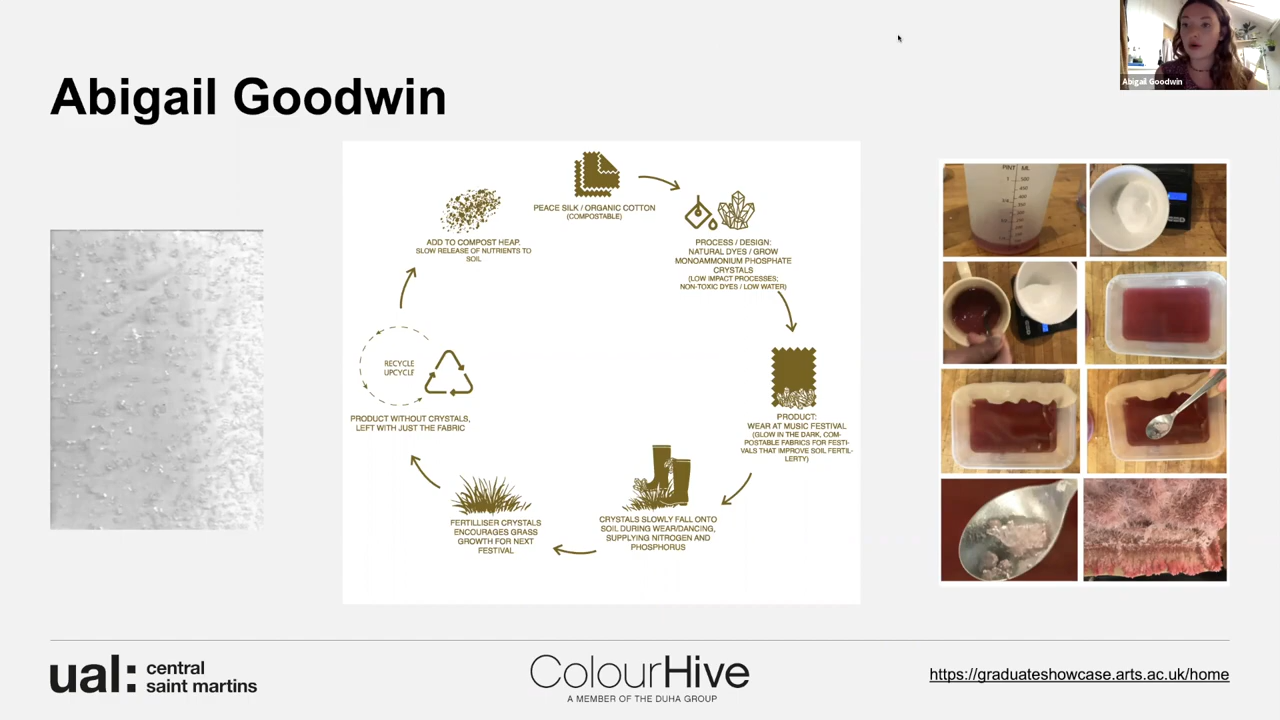 Abigail Goodwin
Abigail Goodwin
PEACE SILK / ORGANIC COTTON
(COMPOSTABLE)
PROCESS / DESIGN:
NATURAL DYES / GROW
MONOAMMONIUM PHOSPHATE
CRYSTALS
(LOW IMPACT PROCESSES;
NON-TOXIC DYES / LOW WATER)
PRODUCT:
WEAR AT MUSIC FESTIVAL
(GLOW IN THE DARK, COM-
POSTABLE FABRICS FOR FESTI-
VALS THAT IMPROVE SOIL FERTIL-
LERTY)
CRYSTALS SLOWLY FALL ONTO
SOIL DURING WEAR/DANCING,
SUPPLYING NITROGEN AND
PHOSPHORUS
FERTILISER CRYSTALS
ENCOURAGES GRASS
GROWTH FOR NEXT
FESTIVAL
RECYCLE
UPCYCLE
PRODUCT WITHOUT CRYSTALS,
LEFT WITH JUST THE FABRIC
ADD TO COMPOST HEAP.
SLOW RELEASE OF NUTRIENTS TO
SOIL
PINT ML
ual: central
saint martins
ColourHive
A MEMBER OF THE DUHA GROUP
https://graduateshowcase.arts.ac.uk/home